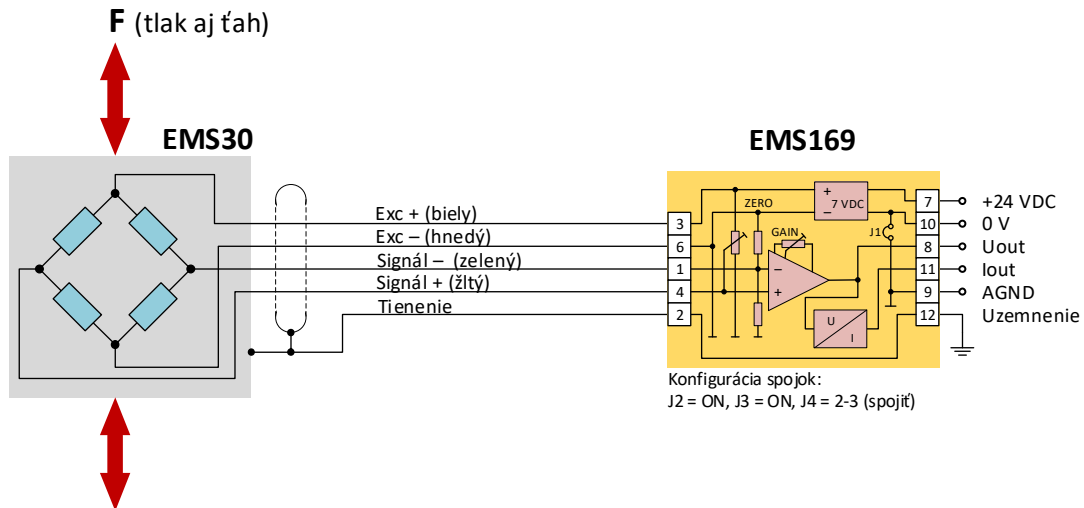 F (tlak aj ťah)
EMS30
EMS169
Exc + (biely)
Exc – (hnedý)
Signál – (zelený)
Signál + (žltý)
Tienenie
3
6
1
4
2
ZERO
GAIN
+
–
7 VDC
J1
–
+
U
I
7
10
8
11
9
12
+24 VDC
0 V
Uout
Iout
AGND
Uzemnenie
Konfigurácia spojok:
J2 = ON, J3 = ON, J4 = 2-3 (spojiť)